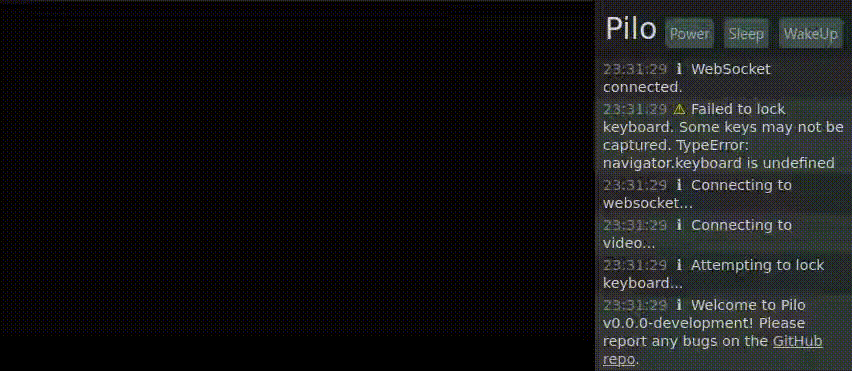 Pilo Power Sleep WakeUp
23:31:29 ℹ WebSocket
connected.
23:31:29 ⚠ Failed to lock
keyboard. Some keys may not be
captured. TypeError:
navigator.keyboard is undefined
23:31:29 ℹ Connecting to
websocket...
23:31:29 ℹ Connecting to
video...
23:31:29 ℹ Attempting to lock
keyboard...
23:31:29 ℹ Welcome to Pilo
v0.0.0-development! Please
report any bugs on the GitHub
repo.